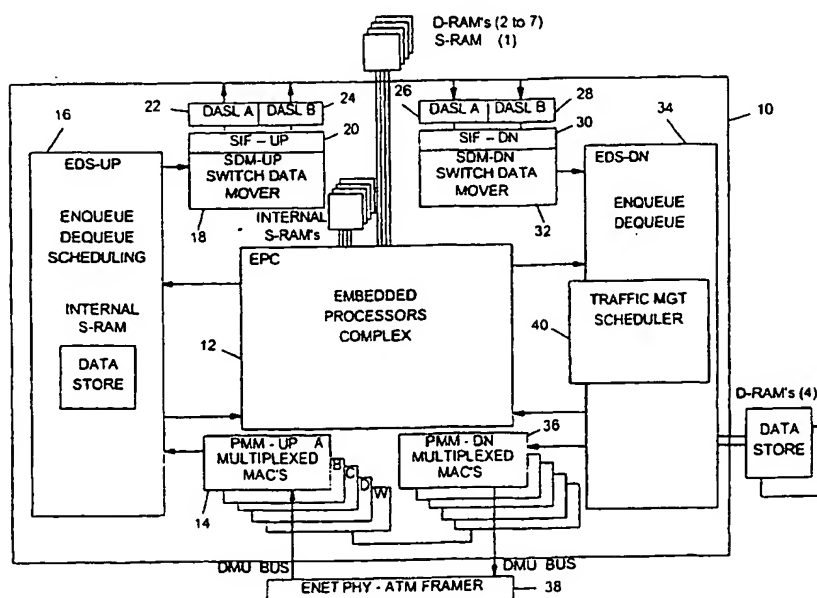 D-RAM's (2 to 7)
S-RAM (1)
22
DASL A
DASL B
24
26
DASL A
DASL B
28
34
10
16
20
30
SIF - UP
SIF - DN
EDS-UP
SDM-UP
SWITCH DATA
MOVER
SDM-DN
SWITCH DATA
MOVER
EDS-DN
ENQUEUE
DEQUEUE
SCHEDULING
18
INTERNAL
S-RAM's
32
ENQUEUE
DEQUEUE
EPC
EMBEDDED
PROCESSORS
COMPLEX
TRAFFIC MGT
SCHEDULER
INTERNAL
S-RAM
12
40
DATA
STORE
D-RAM's (4)
DATA
STORE
36
PMM - UP A
MULTIPLEXED
MAC'S
B
C
D
W
PMM - DN
MULTIPLEXED
MAC'S
14
DMU BUS
DMU BUS
ENET PHY - ATM FRAMER
38